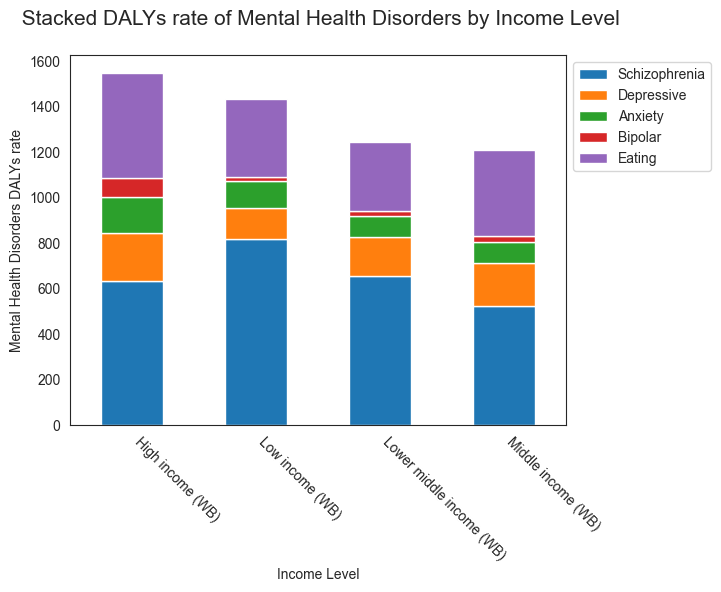 Stacked DALYs rate of Mental Health Disorders by Income Level
Schizophrenia
Depressive
Anxiety
Bipolar
Eating
Mental Health Disorders DALYs rate
1600
1400
1200
1000
800
600
400
200
0
High income (WB)
Low income (WB)
Lower middle income (WB)
Middle income (WB)
Income Level